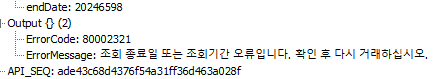 endDate: 20246598
Output {} (2)
ErrorCode: 80002321
ErrorMessage: 조회 종료일 또는 조회기간 오류입니다. 확인 후 다시 거래하십시오.
API_SEQ: ade43c68d4376f54a31ff36d463a028f